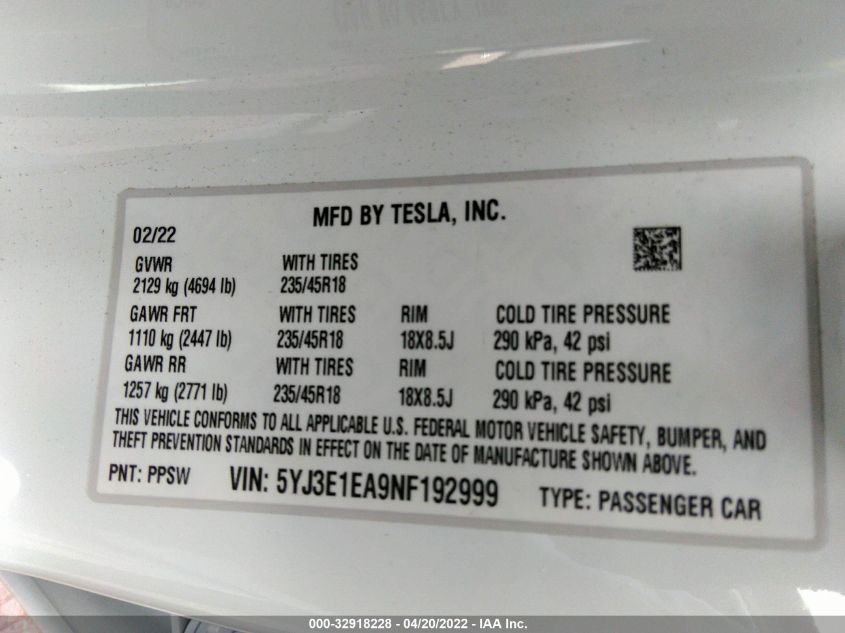 MFD BY TESLA, INC.
02/22
GVWR WITH TIRES
2129 kg (4694 lb) 235/45R18
GAWR FRT WITH TIRES RIM COLD TIRE PRESSURE
1110 kg (2447 lb) 235/45R18 18X8.5J 290 kPa, 42 psi
GAWR RR WITH TIRES RIM COLD TIRE PRESSURE
1257 kg (2771 lb) 235/45R18 18X8.5J 290 kPa, 42 psi
THIS VEHICLE CONFORMS TO ALL APPLICABLE U.S. FEDERAL MOTOR VEHICLE SAFETY, BUMPER, AND
THEFT PREVENTION STANDARDS IN EFFECT ON THE DATE OF MANUFACTURE SHOWN ABOVE.
PNT: PPSW VIN: 5YJ3E1EA9NF192999 TYPE: PASSENGER CAR
000-32918228 - 04/20/2022 - IAA Inc.